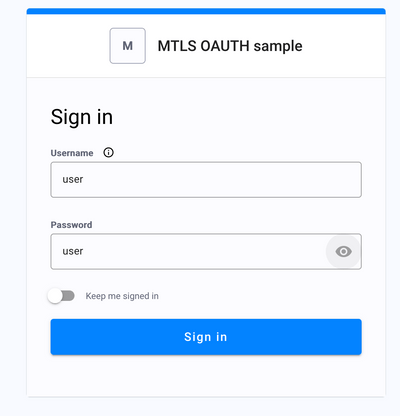 M MTLS OAUTH sample
Sign in
Username
user
Password
user
Keep me signed in
Sign in